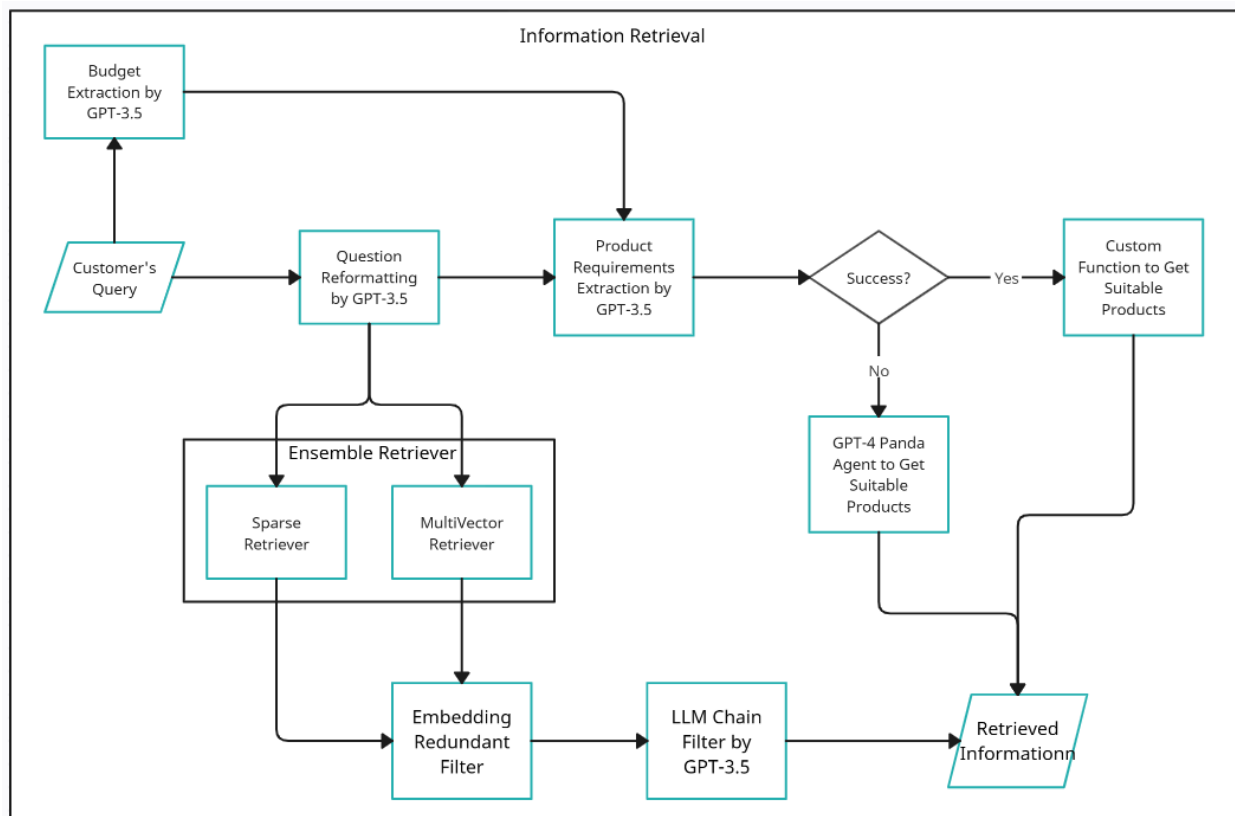 Information Retrieval
Budget
Extraction by
GPT-3.5
Customer's
Query
Question
Reformatting
by GPT-3.5
Product
Requirements
Extraction by
GPT-3.5
Success?
Yes
Custom
Function to Get
Suitable
Products
No
GPT-4 Panda
Agent to Get
Suitable
Products
Ensemble Retriever
Sparse
Retriever
MultiVector
Retriever
Embedding
Redundant
Filter
LLM Chain
Filter by
GPT-3.5
Retrieved
Informationn